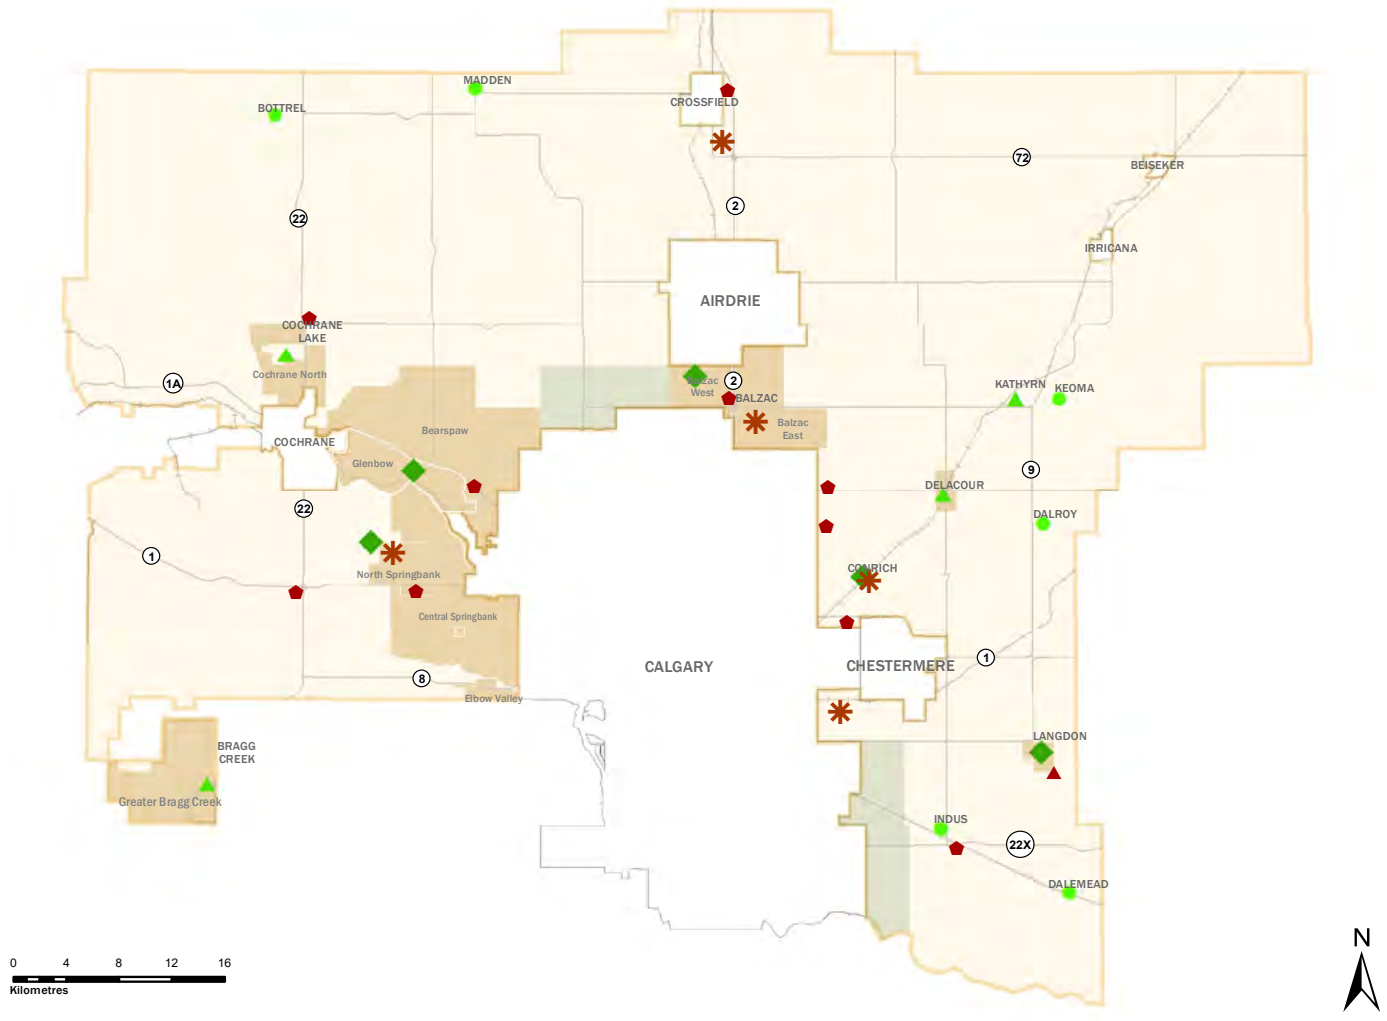 MADDEN
BOTTREL
CROSSFIELD
72
BEISEKER
2
22
IRRICANA
AIRDRIE
COCHRANE
LAKE
Cochrane North
1A
Balzac
West
2
BALZAC
KATHYRN
KEOMA
Bearspaw
Balzac
East
COCHRANE
Glenbow
9
DELACOUR
22
DALROY
1
CONRICH
North Springbank
Central Springbank
CALGARY
CHESTERMERE
1
8
Elbow Valley
LANGDON
BRAGG
CREEK
Greater Bragg Creek
INDUS
22X
DALEMEAD
N
0 4 8 12 16
Kilometres